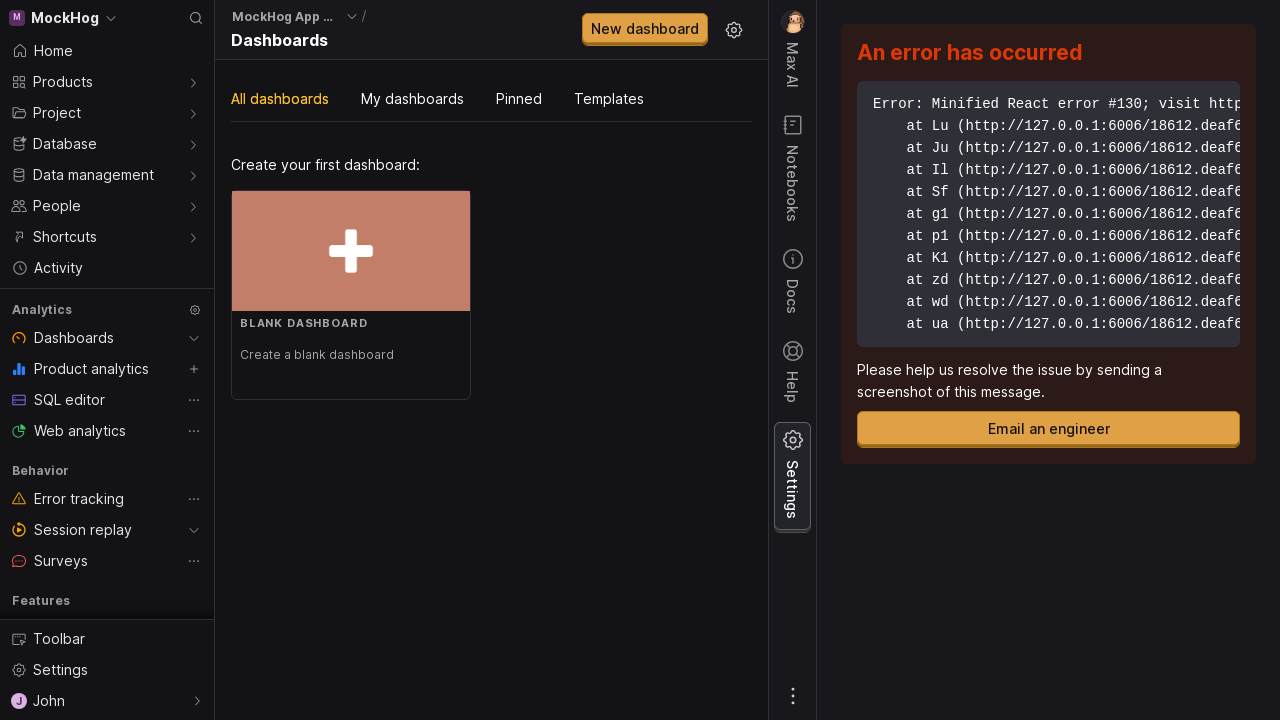 M MockHog
Home
Products
Project
Database
Data management
People
Shortcuts
Activity
Analytics
Dashboards
Product analytics
SQL editor
Web analytics
Behavior
Error tracking
Session replay
Surveys
Features
Toolbar
Settings
J John
MockHog App ... /
Dashboards
New dashboard
All dashboards My dashboards Pinned Templates
Create your first dashboard:
BLANK DASHBOARD
Create a blank dashboard
Max AI
Notebooks
Docs
Help
Settings
An error has occurred
Error: Minified React error #130; visit http
at Lu (http://127.0.0.1:6006/18612.deaf6
at Ju (http://127.0.0.1:6006/18612.deaf6
at Il (http://127.0.0.1:6006/18612.deaf6
at Sf (http://127.0.0.1:6006/18612.deaf6
at g1 (http://127.0.0.1:6006/18612.deaf6
at p1 (http://127.0.0.1:6006/18612.deaf6
at K1 (http://127.0.0.1:6006/18612.deaf6
at zd (http://127.0.0.1:6006/18612.deaf6
at wd (http://127.0.0.1:6006/18612.deaf6
at ua (http://127.0.0.1:6006/18612.deaf6
Please help us resolve the issue by sending a
screenshot of this message.
Email an engineer